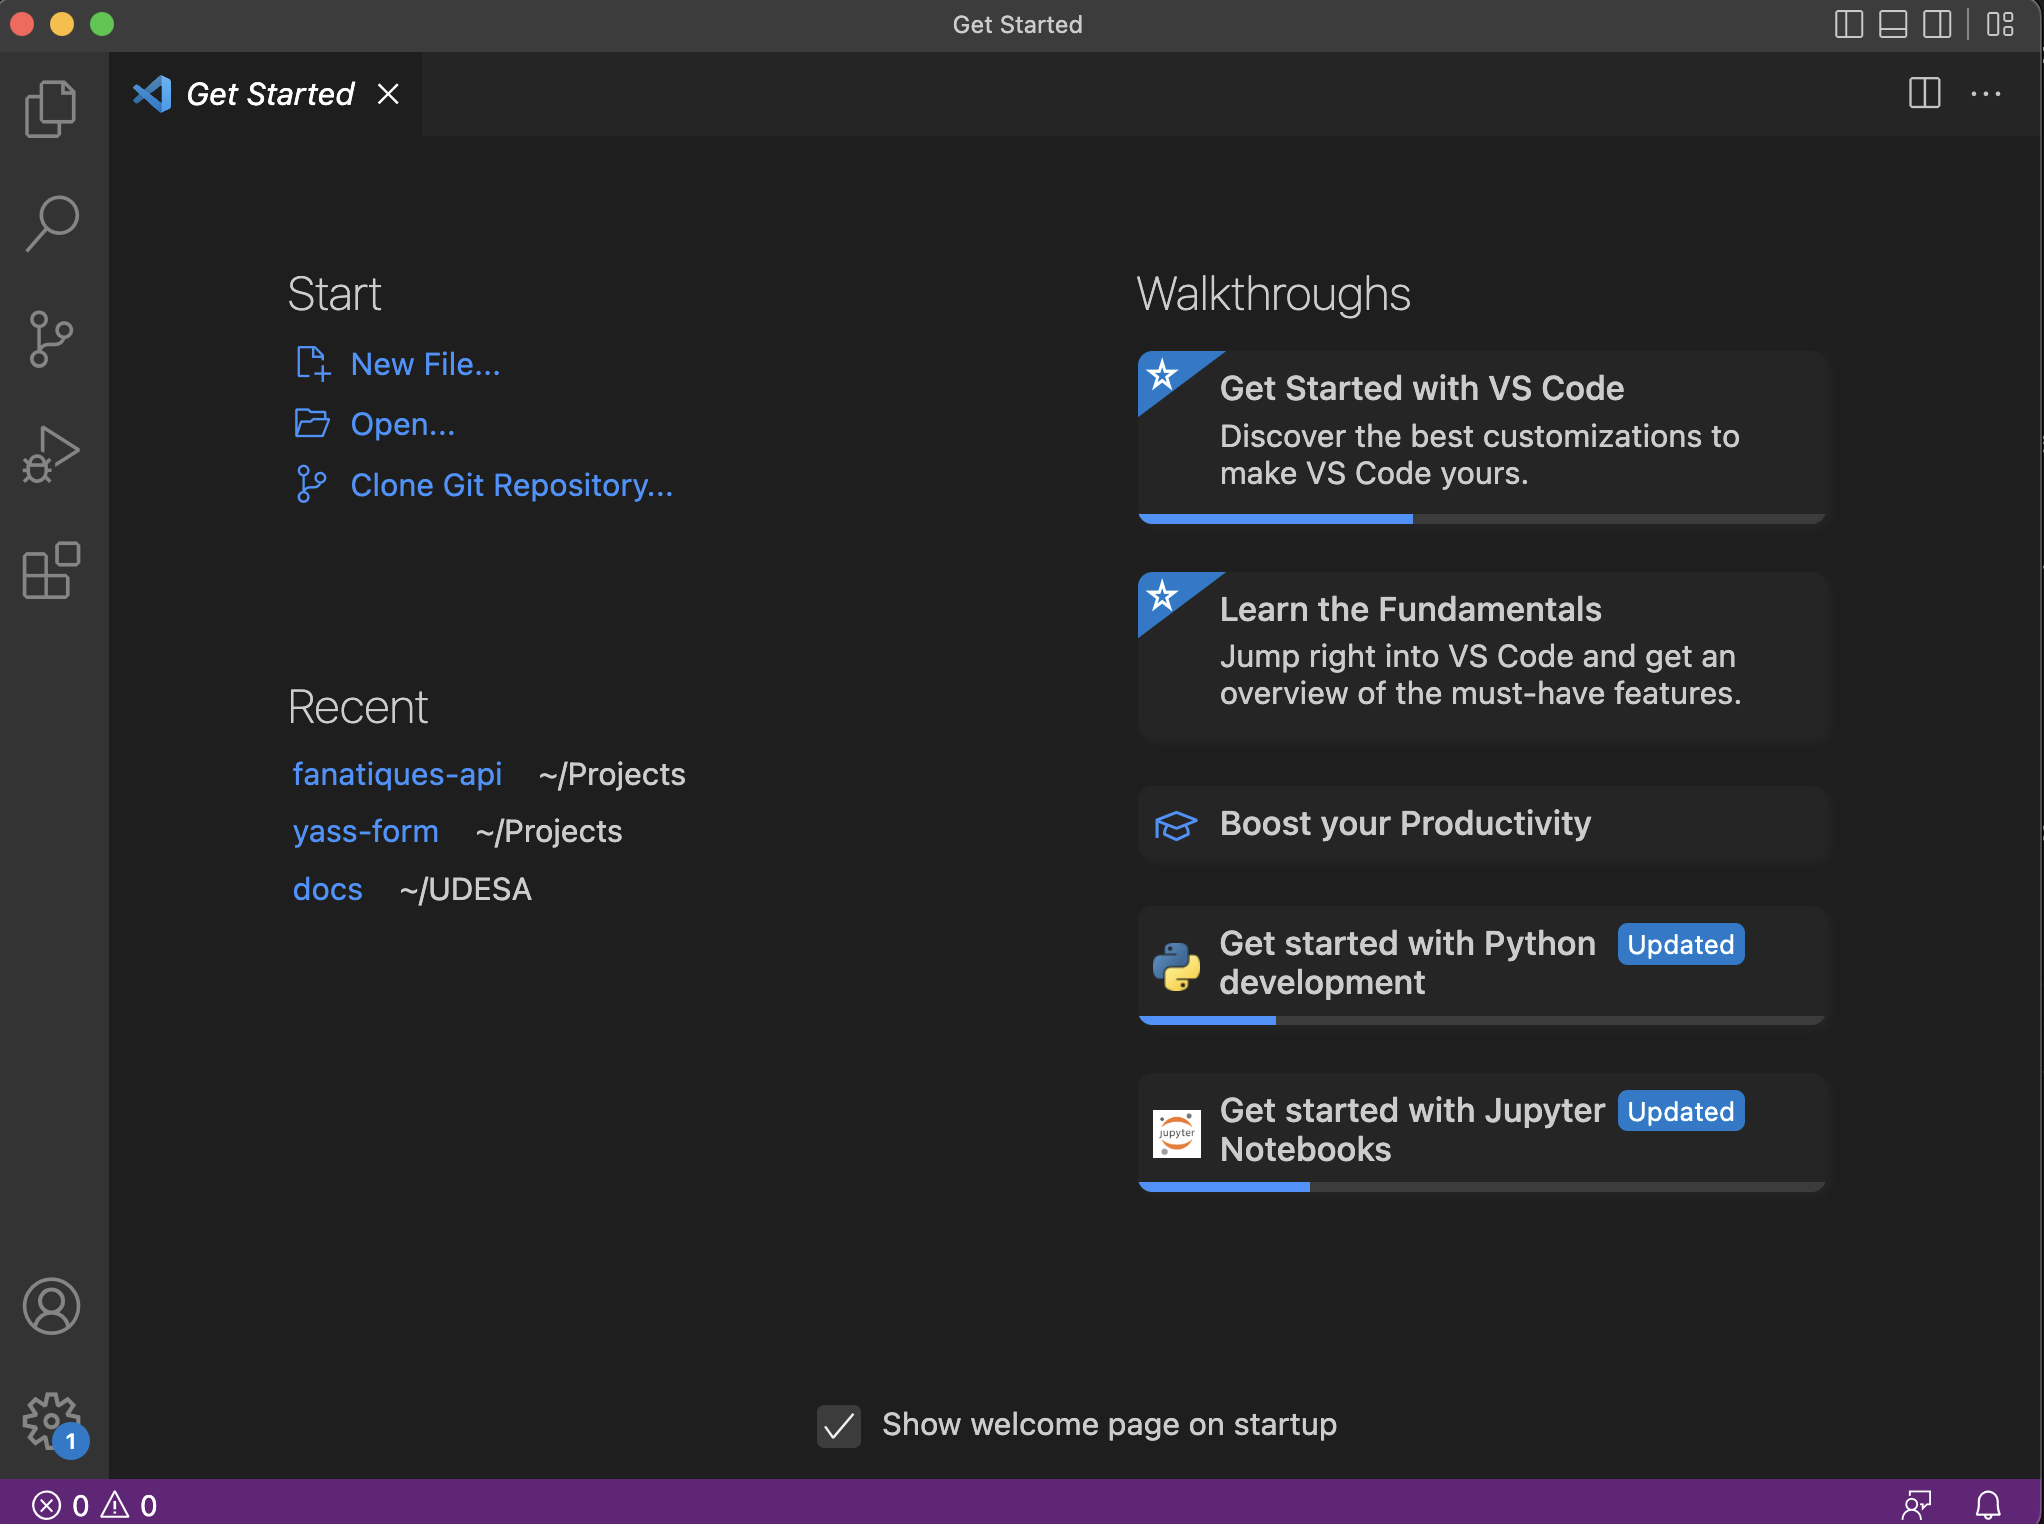 Get Started
Get Started
Start
New File...
Open...
Clone Git Repository...
Recent
fanatiques-api ~/Projects
yass-form ~/Projects
docs ~/UDESA
Walkthroughs
Get Started with VS Code
Discover the best customizations to
make VS Code yours.
Learn the Fundamentals
Jump right into VS Code and get an
overview of the must-have features.
Boost your Productivity
Get started with Python Updated
development
jupyter
Get started with Jupyter Updated
Notebooks
Show welcome page on startup
1
0 0